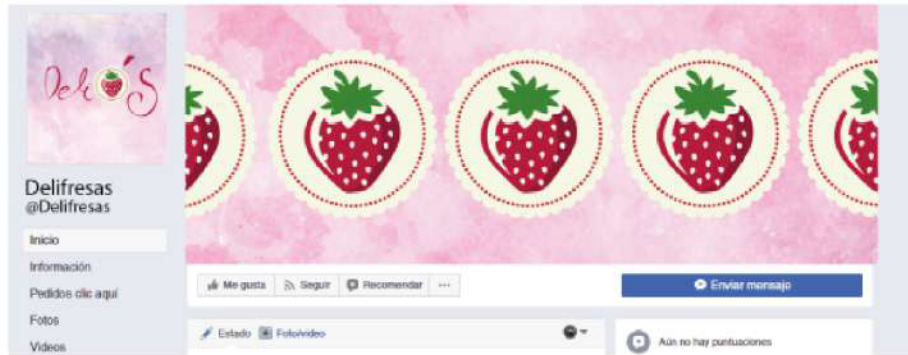 Delifresas
@Delifresas
Inicio
Información
Pedidos clic aquí
Fotos
Videos
Me gusta Seguir Recomendar ...
Enviar mensaje
Estado Foto/video
Aún no hay puntuaciones